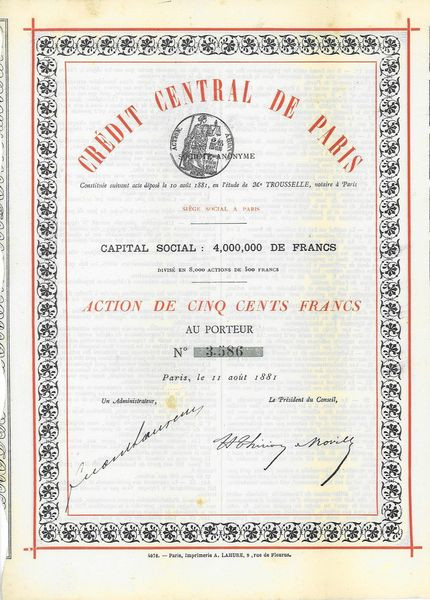 CRÉDIT CENTRAL DE PARIS
SOCIÉTÉ ANONYME
Constituée suivant acte déposé le 10 août 1881, en l'étude de Me TROUSSELLE, notaire à Paris
SIÈGE SOCIAL A PARIS
CAPITAL SOCIAL : 4,000,000 DE FRANCS
DIVISÉ EN 8,000 ACTIONS DE 500 FRANCS
ACTION DE CINQ CENTS FRANCS
AU PORTEUR
No 3.586
Paris, le 11 août 1881
Un Administrateur,
Le Président du Conseil,
4078. — Paris, Imprimerie A. LAHURE, 9, rue de Fleurus.